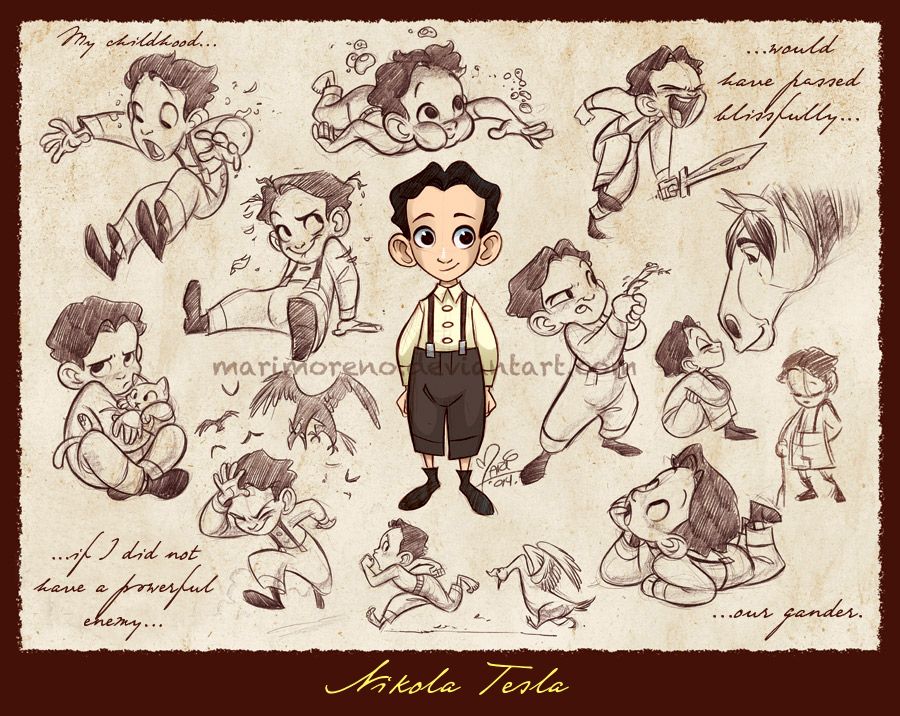 My childhood...
...would
have passed
blissfully...
marimoreno.deviantart.com
...if I did not
have a powerful
enemy...
...our gander.
Nikola Tesla